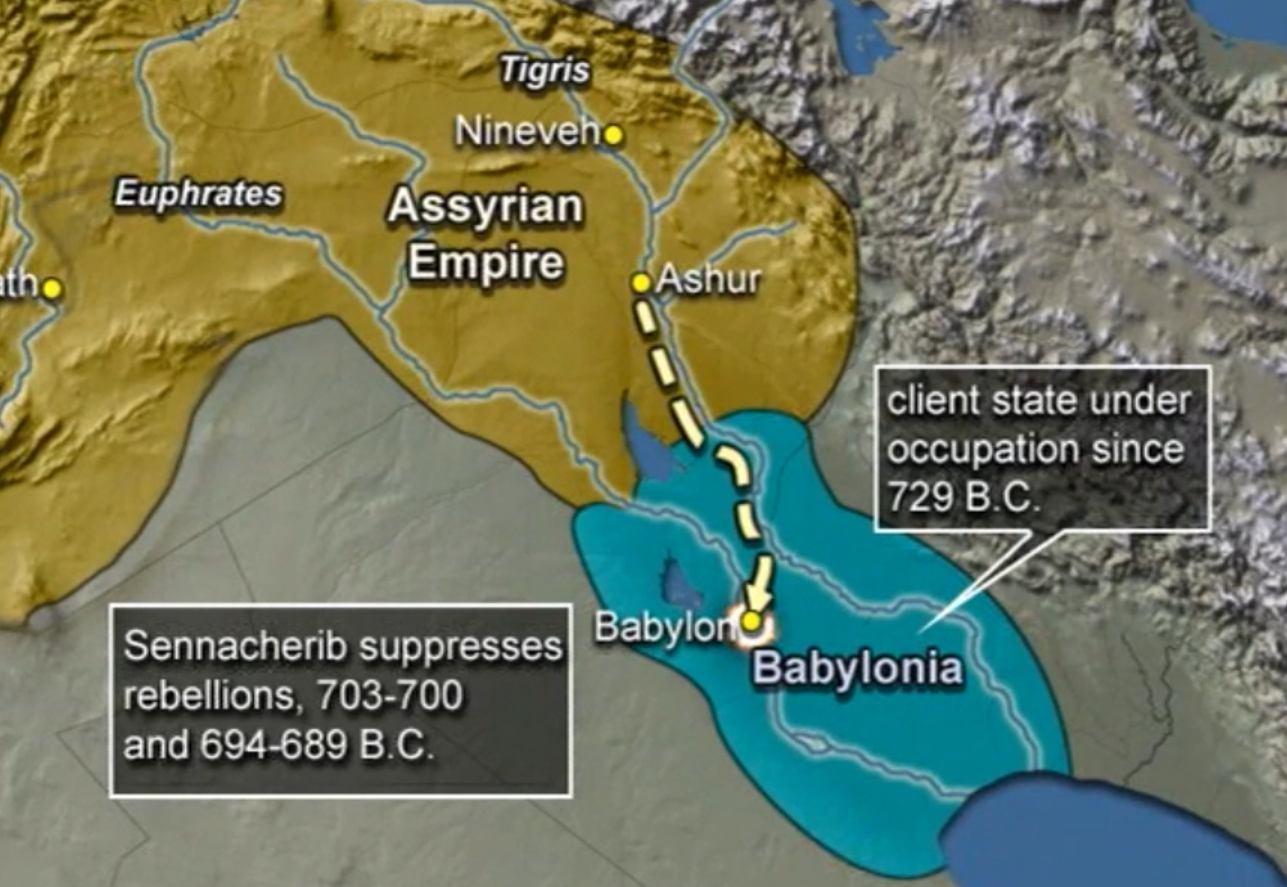 Tigris
Nineveh
Euphrates
Assyrian
Empire
ath
Ashur
client state under
occupation since
729 B.C.
Sennacherib suppresses
rebellions, 703-700
and 694-689 B.C.
Babylon
Babylonia